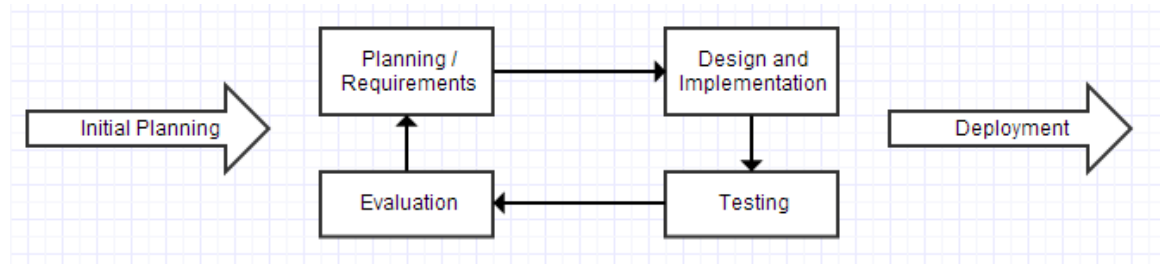 Initial Planning
Planning /
Requirements
Design and
Implementation
Evaluation
Testing
Deployment